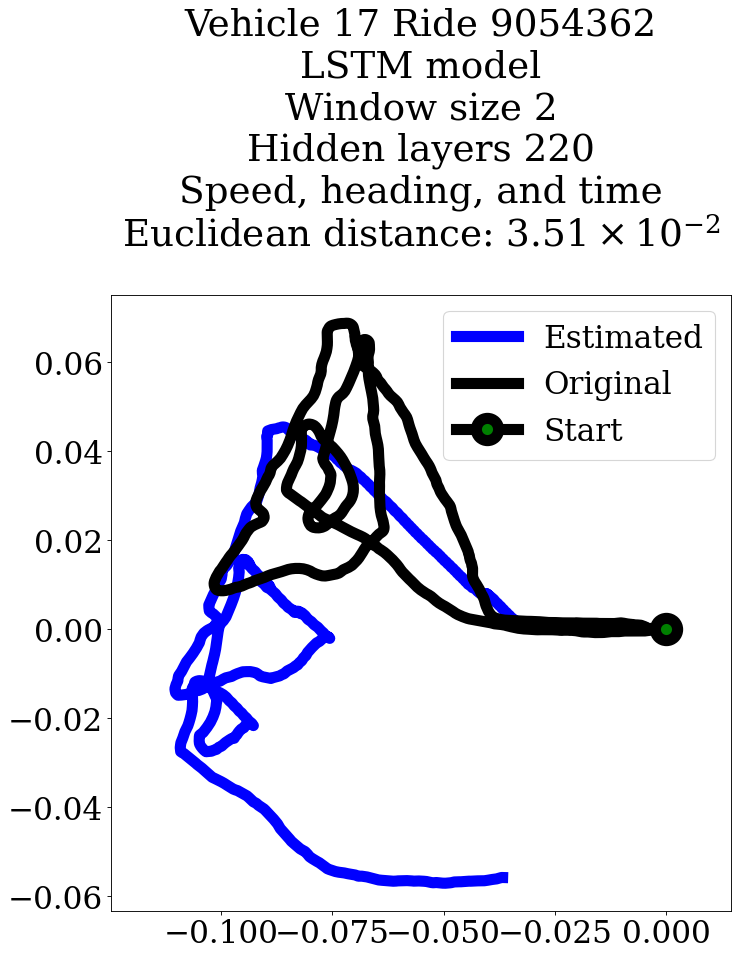 Vehicle 17 Ride 9054362
LSTM model
Window size 2
Hidden layers 220
Speed, heading, and time
Euclidean distance: 3.51 × 10⁻²
Estimated
Original
Start
0.06
0.04
0.02
0.00
−0.02
−0.04
−0.06
−0.100 −0.075 −0.050 −0.025 0.000